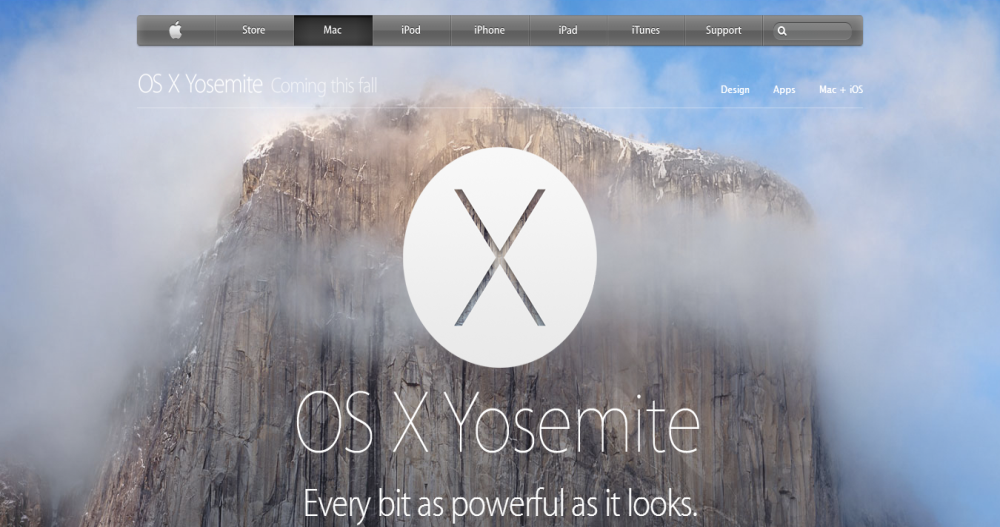 Store Mac iPod iPhone iPad iTunes Support
OS X Yosemite Coming this fall
Design Apps Mac + iOS
X
OS X Yosemite
Every bit as powerful as it looks.